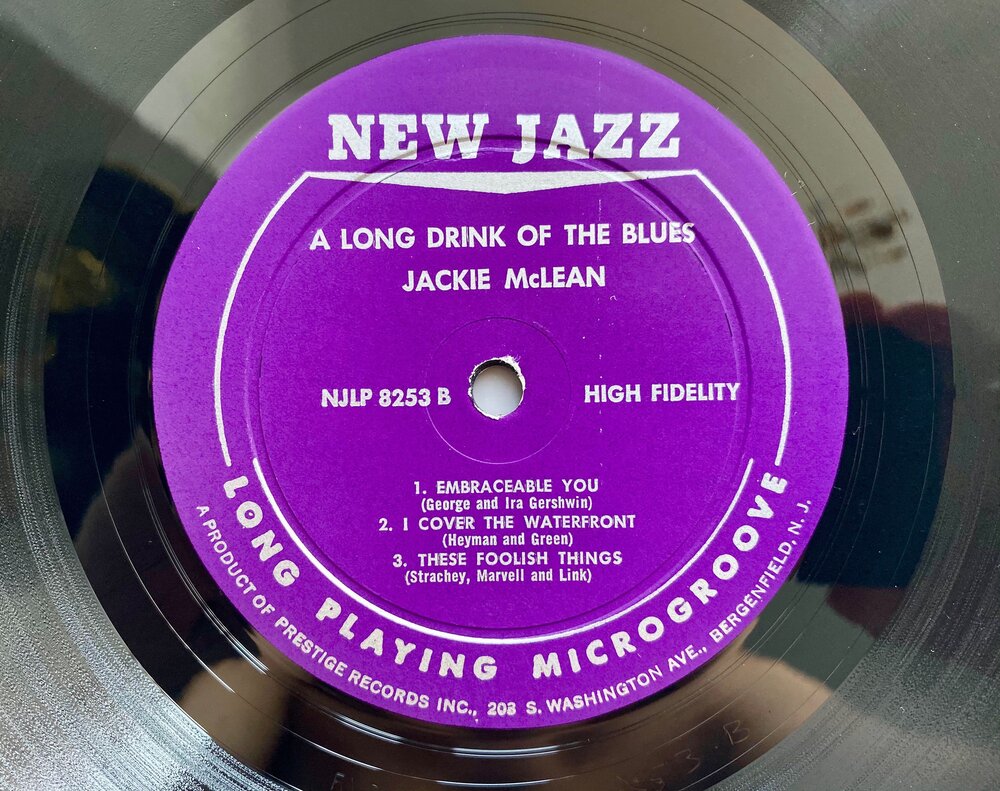 NEW JAZZ
A LONG DRINK OF THE BLUES
JACKIE McLEAN
NJLP 8253 B
HIGH FIDELITY
1. EMBRACEABLE YOU
(George and Ira Gershwin)
2. I COVER THE WATERFRONT
(Heyman and Green)
3. THESE FOOLISH THINGS
(Strachey, Marvell and Link)
LONG PLAYING MICROGROOVE
A PRODUCT OF PRESTIGE RECORDS INC., 203 S. WASHINGTON AVE., BERGENFIELD, N. J.